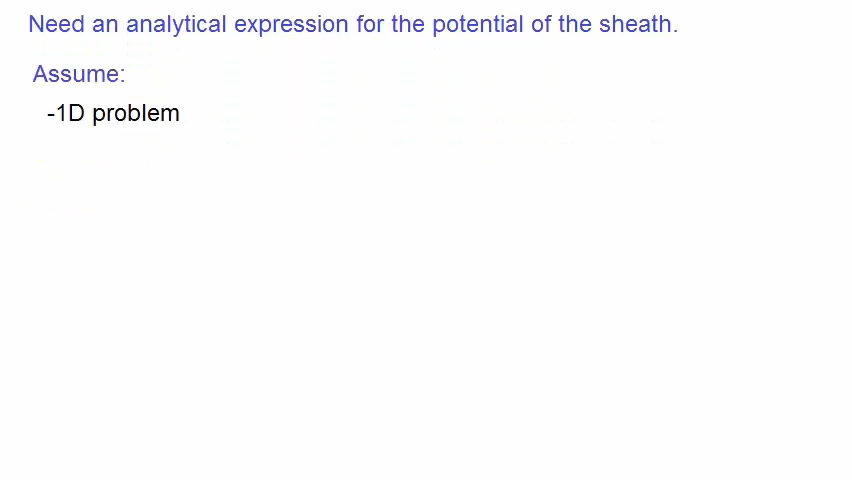 Need an analytical expression for the potential of the sheath.
Assume:
-1D problem